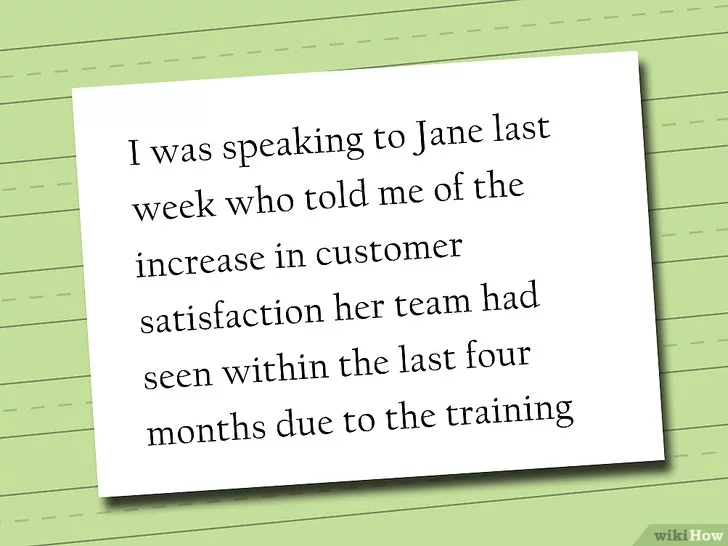 I was speaking to Jane last
week who told me of the
increase in customer
satisfaction her team had
seen within the last four
months due to the training
wikiHow